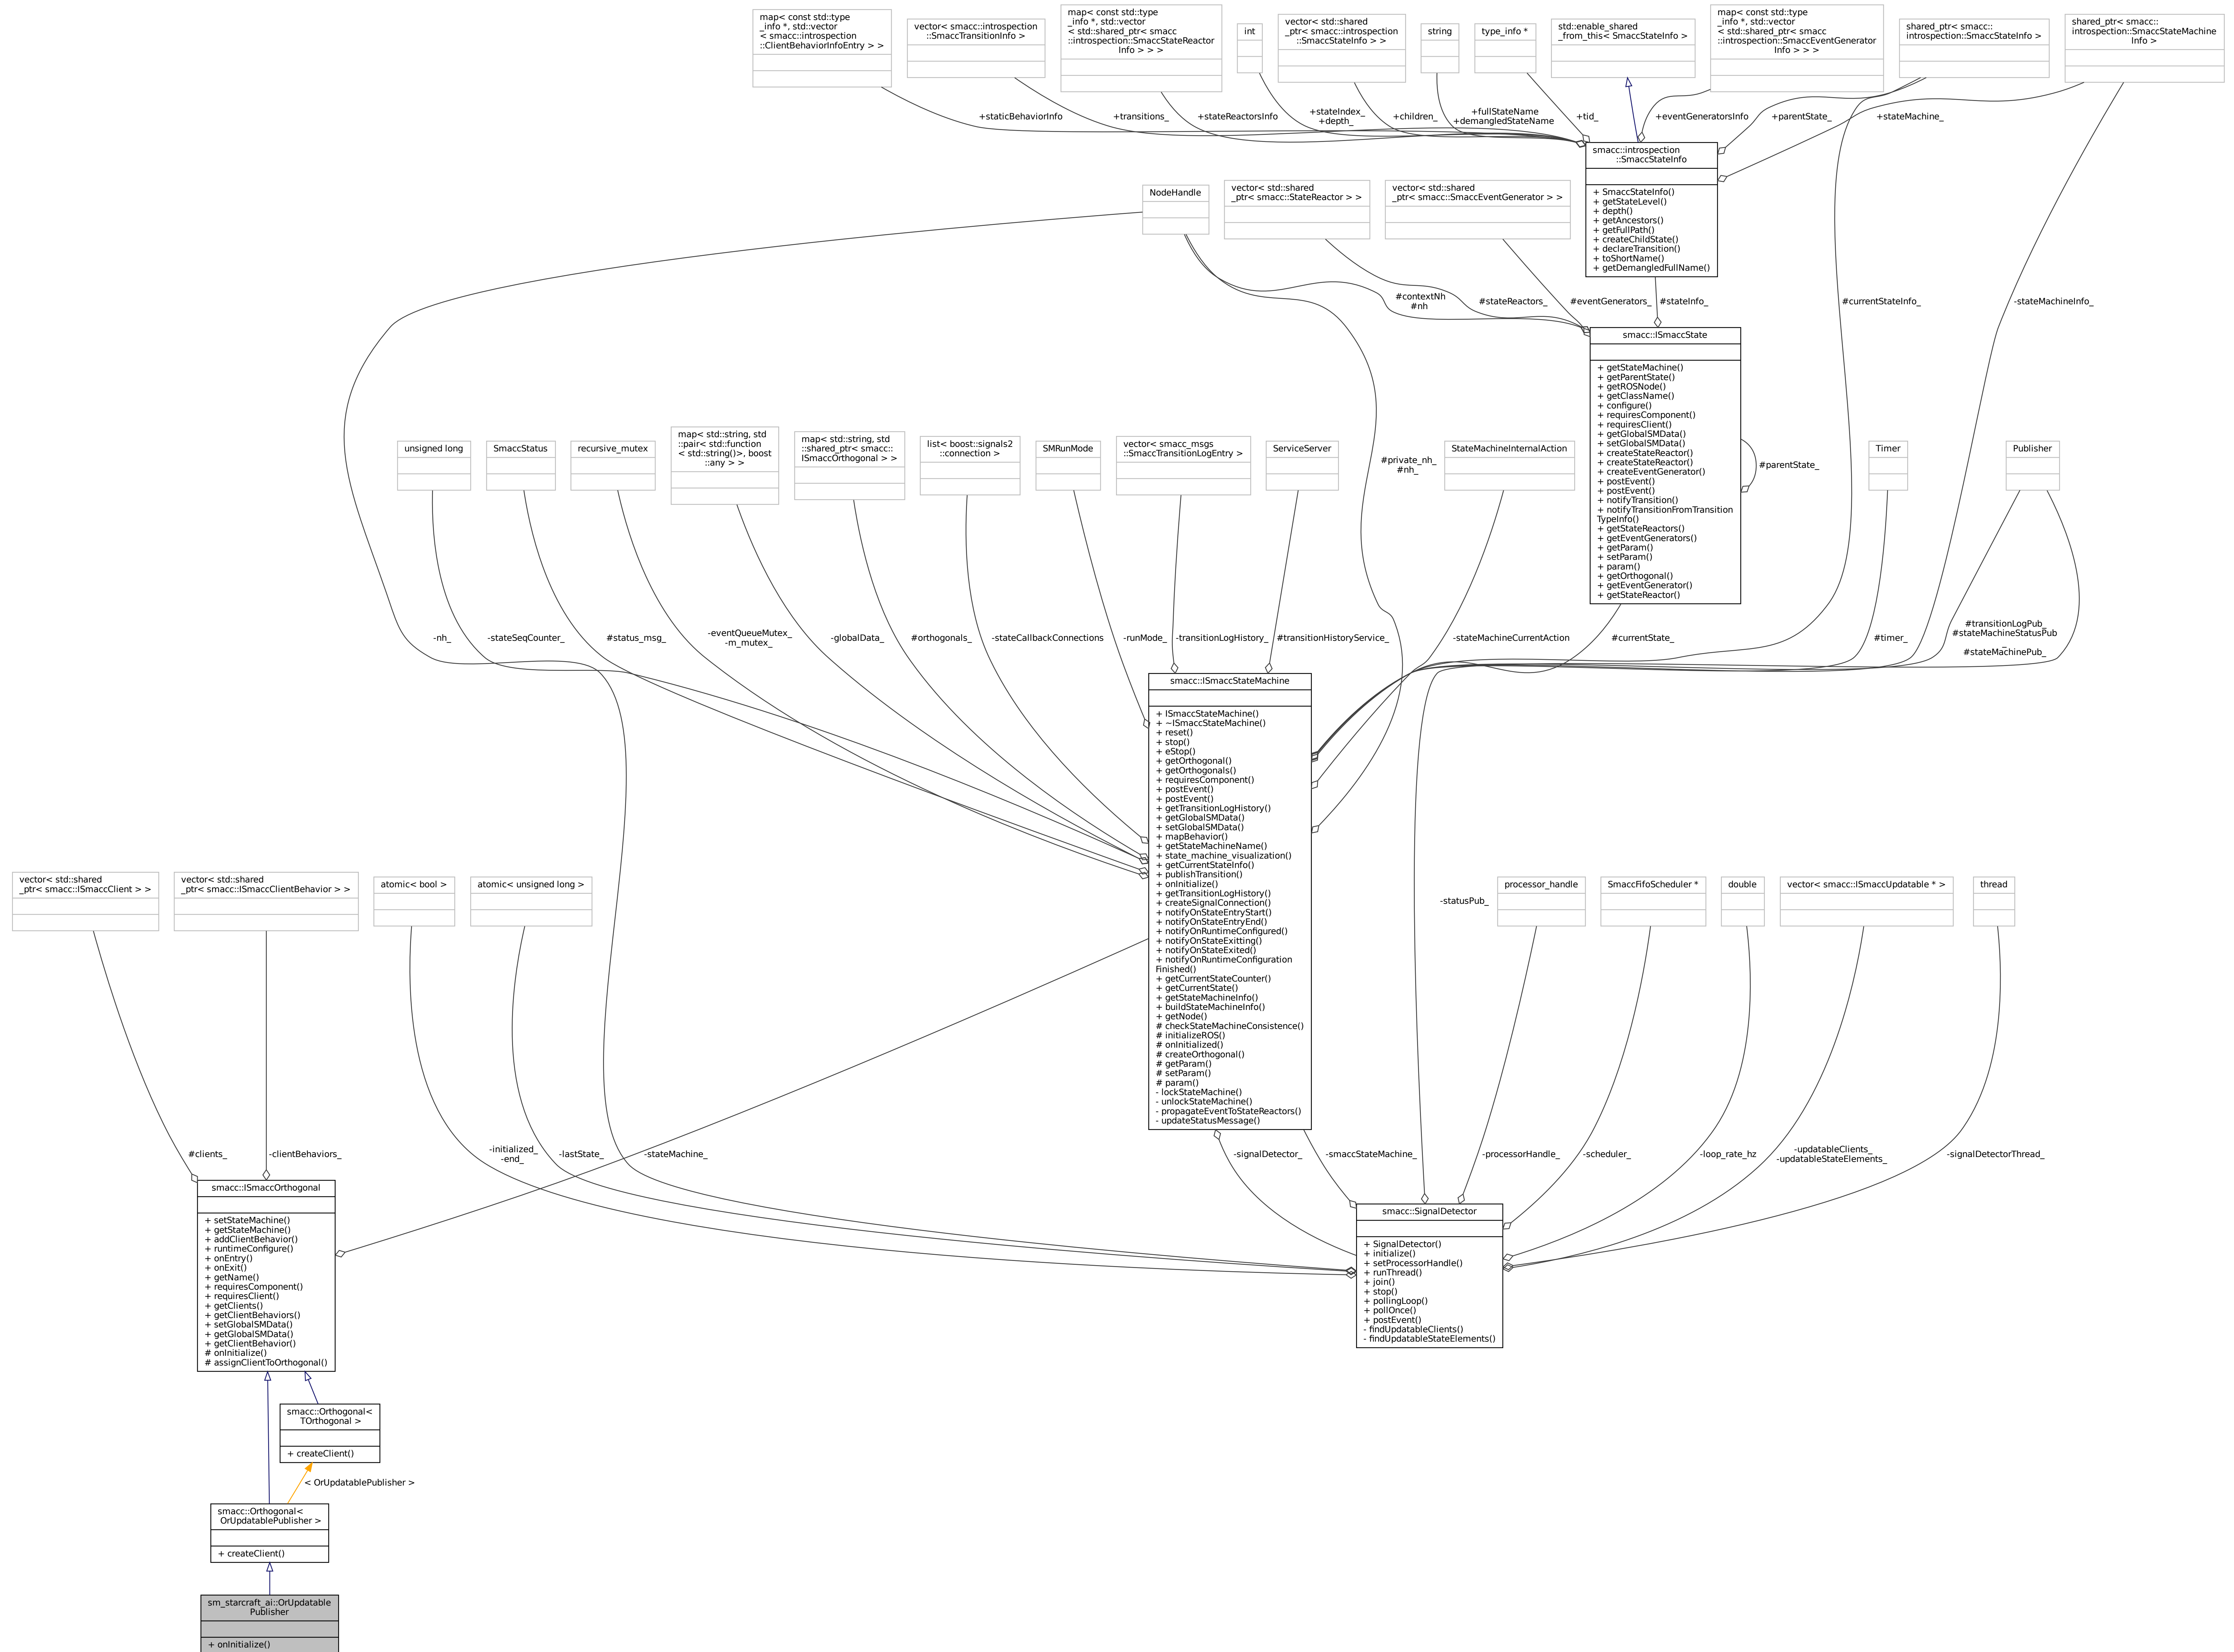 map< const std::type
_info *, std::vector
< smacc::introspection
::ClientBehaviorInfoEntry > >
vector< smacc::introspection
::SmaccTransitionInfo >
map< const std::type
_info *, std::vector
< std::shared_ptr< smacc
::introspection::SmaccStateReactor
Info > > >
int
vector< std::shared
_ptr< smacc::introspection
::SmaccStateInfo > >
string
type_info *
std::enable_shared
_from_this< SmaccStateInfo >
map< const std::type
_info *, std::vector
< std::shared_ptr< smacc
::introspection::SmaccEventGenerator
Info > > >
shared_ptr< smacc::
introspection::SmaccStateInfo >
shared_ptr< smacc::
introspection::SmaccStateMachine
Info >
+staticBehaviorInfo
+transitions_
+stateReactorsInfo
+stateIndex_
+depth_
+children_
+fullStateName
+demangledStateName
+tid_
+eventGeneratorsInfo
+parentState_
+stateMachine_
smacc::introspection
::SmaccStateInfo
+ SmaccStateInfo()
+ getStateLevel()
+ depth()
+ getAncestors()
+ getFullPath()
+ createChildState()
+ declareTransition()
+ toShortName()
+ getDemangledFullName()
NodeHandle
vector< std::shared
_ptr< smacc::StateReactor > >
vector< std::shared
_ptr< smacc::SmaccEventGenerator > >
#contextNh
#nh
#stateReactors_
#eventGenerators_
#stateInfo_
#currentStateInfo_
-stateMachineInfo_
smacc::ISmaccState
+ getStateMachine()
+ getParentState()
+ getROSNode()
+ getClassName()
+ configure()
+ requiresComponent()
+ requiresClient()
+ getGlobalSMData()
+ setGlobalSMData()
+ createStateReactor()
+ createStateReactor()
+ createEventGenerator()
+ postEvent()
+ postEvent()
+ notifyTransition()
+ notifyTransitionFromTransition
TypeInfo()
+ getStateReactors()
+ getEventGenerators()
+ getParam()
+ setParam()
+ param()
+ getOrthogonal()
+ getEventGenerator()
+ getStateReactor()
#parentState_
unsigned long
SmaccStatus
recursive_mutex
map< std::string, std
::pair< std::function
< std::string()>, boost
::any > >
map< std::string, std
::shared_ptr< smacc::
ISmaccOrthogonal > >
list< boost::signals2
::connection >
SMRunMode
vector< smacc_msgs
::SmaccTransitionLogEntry >
ServiceServer
#private_nh_
#nh_
StateMachineInternalAction
Timer
Publisher
-nh_
-stateSeqCounter_
#status_msg_
-eventQueueMutex_
-m_mutex_
-globalData_
#orthogonals_
-stateCallbackConnections
-runMode_
-transitionLogHistory_
#transitionHistoryService_
-stateMachineCurrentAction
#currentState_
#timer_
#transitionLogPub_
#stateMachineStatusPub
_
#stateMachinePub_
smacc::ISmaccStateMachine
+ ISmaccStateMachine()
+ ~ISmaccStateMachine()
+ reset()
+ stop()
+ eStop()
+ getOrthogonal()
+ getOrthogonals()
+ requiresComponent()
+ postEvent()
+ postEvent()
+ getTransitionLogHistory()
+ getGlobalSMData()
+ setGlobalSMData()
+ mapBehavior()
+ getStateMachineName()
+ state_machine_visualization()
+ getCurrentStateInfo()
+ publishTransition()
+ onInitialize()
+ getTransitionLogHistory()
+ createSignalConnection()
+ notifyOnStateEntryStart()
+ notifyOnStateEntryEnd()
+ notifyOnRuntimeConfigured()
+ notifyOnStateExitting()
+ notifyOnStateExited()
+ notifyOnRuntimeConfiguration
Finished()
+ getCurrentStateCounter()
+ getCurrentState()
+ getStateMachineInfo()
+ buildStateMachineInfo()
+ getNode()
# checkStateMachineConsistence()
# initializeROS()
# onInitialized()
# createOrthogonal()
# getParam()
# setParam()
# param()
- lockStateMachine()
- unlockStateMachine()
- propagateEventToStateReactors()
- updateStatusMessage()
vector< std::shared
_ptr< smacc::ISmaccClient > >
vector< std::shared
_ptr< smacc::ISmaccClientBehavior > >
atomic< bool >
atomic< unsigned long >
-statusPub_
processor_handle
SmaccFifoScheduler *
double
vector< smacc::ISmaccUpdatable * >
thread
#clients_
-clientBehaviors_
-initialized_
-end_
-lastState_
-stateMachine_
-signalDetector_
-smaccStateMachine_
-processorHandle_
-scheduler_
-loop_rate_hz
-updatableClients_
-updatableStateElements_
-signalDetectorThread_
smacc::ISmaccOrthogonal
+ setStateMachine()
+ getStateMachine()
+ addClientBehavior()
+ runtimeConfigure()
+ onEntry()
+ onExit()
+ getName()
+ requiresComponent()
+ requiresClient()
+ getClients()
+ getClientBehaviors()
+ setGlobalSMData()
+ getGlobalSMData()
+ getClientBehavior()
# onInitialize()
# assignClientToOrthogonal()
smacc::SignalDetector
+ SignalDetector()
+ initialize()
+ setProcessorHandle()
+ runThread()
+ join()
+ stop()
+ pollingLoop()
+ pollOnce()
+ postEvent()
- findUpdatableClients()
- findUpdatableStateElements()
smacc::Orthogonal<
TOrthogonal >
+ createClient()
< OrUpdatablePublisher >
smacc::Orthogonal<
OrUpdatablePublisher >
+ createClient()
sm_starcraft_ai::OrUpdatable
Publisher
+ onInitialize()